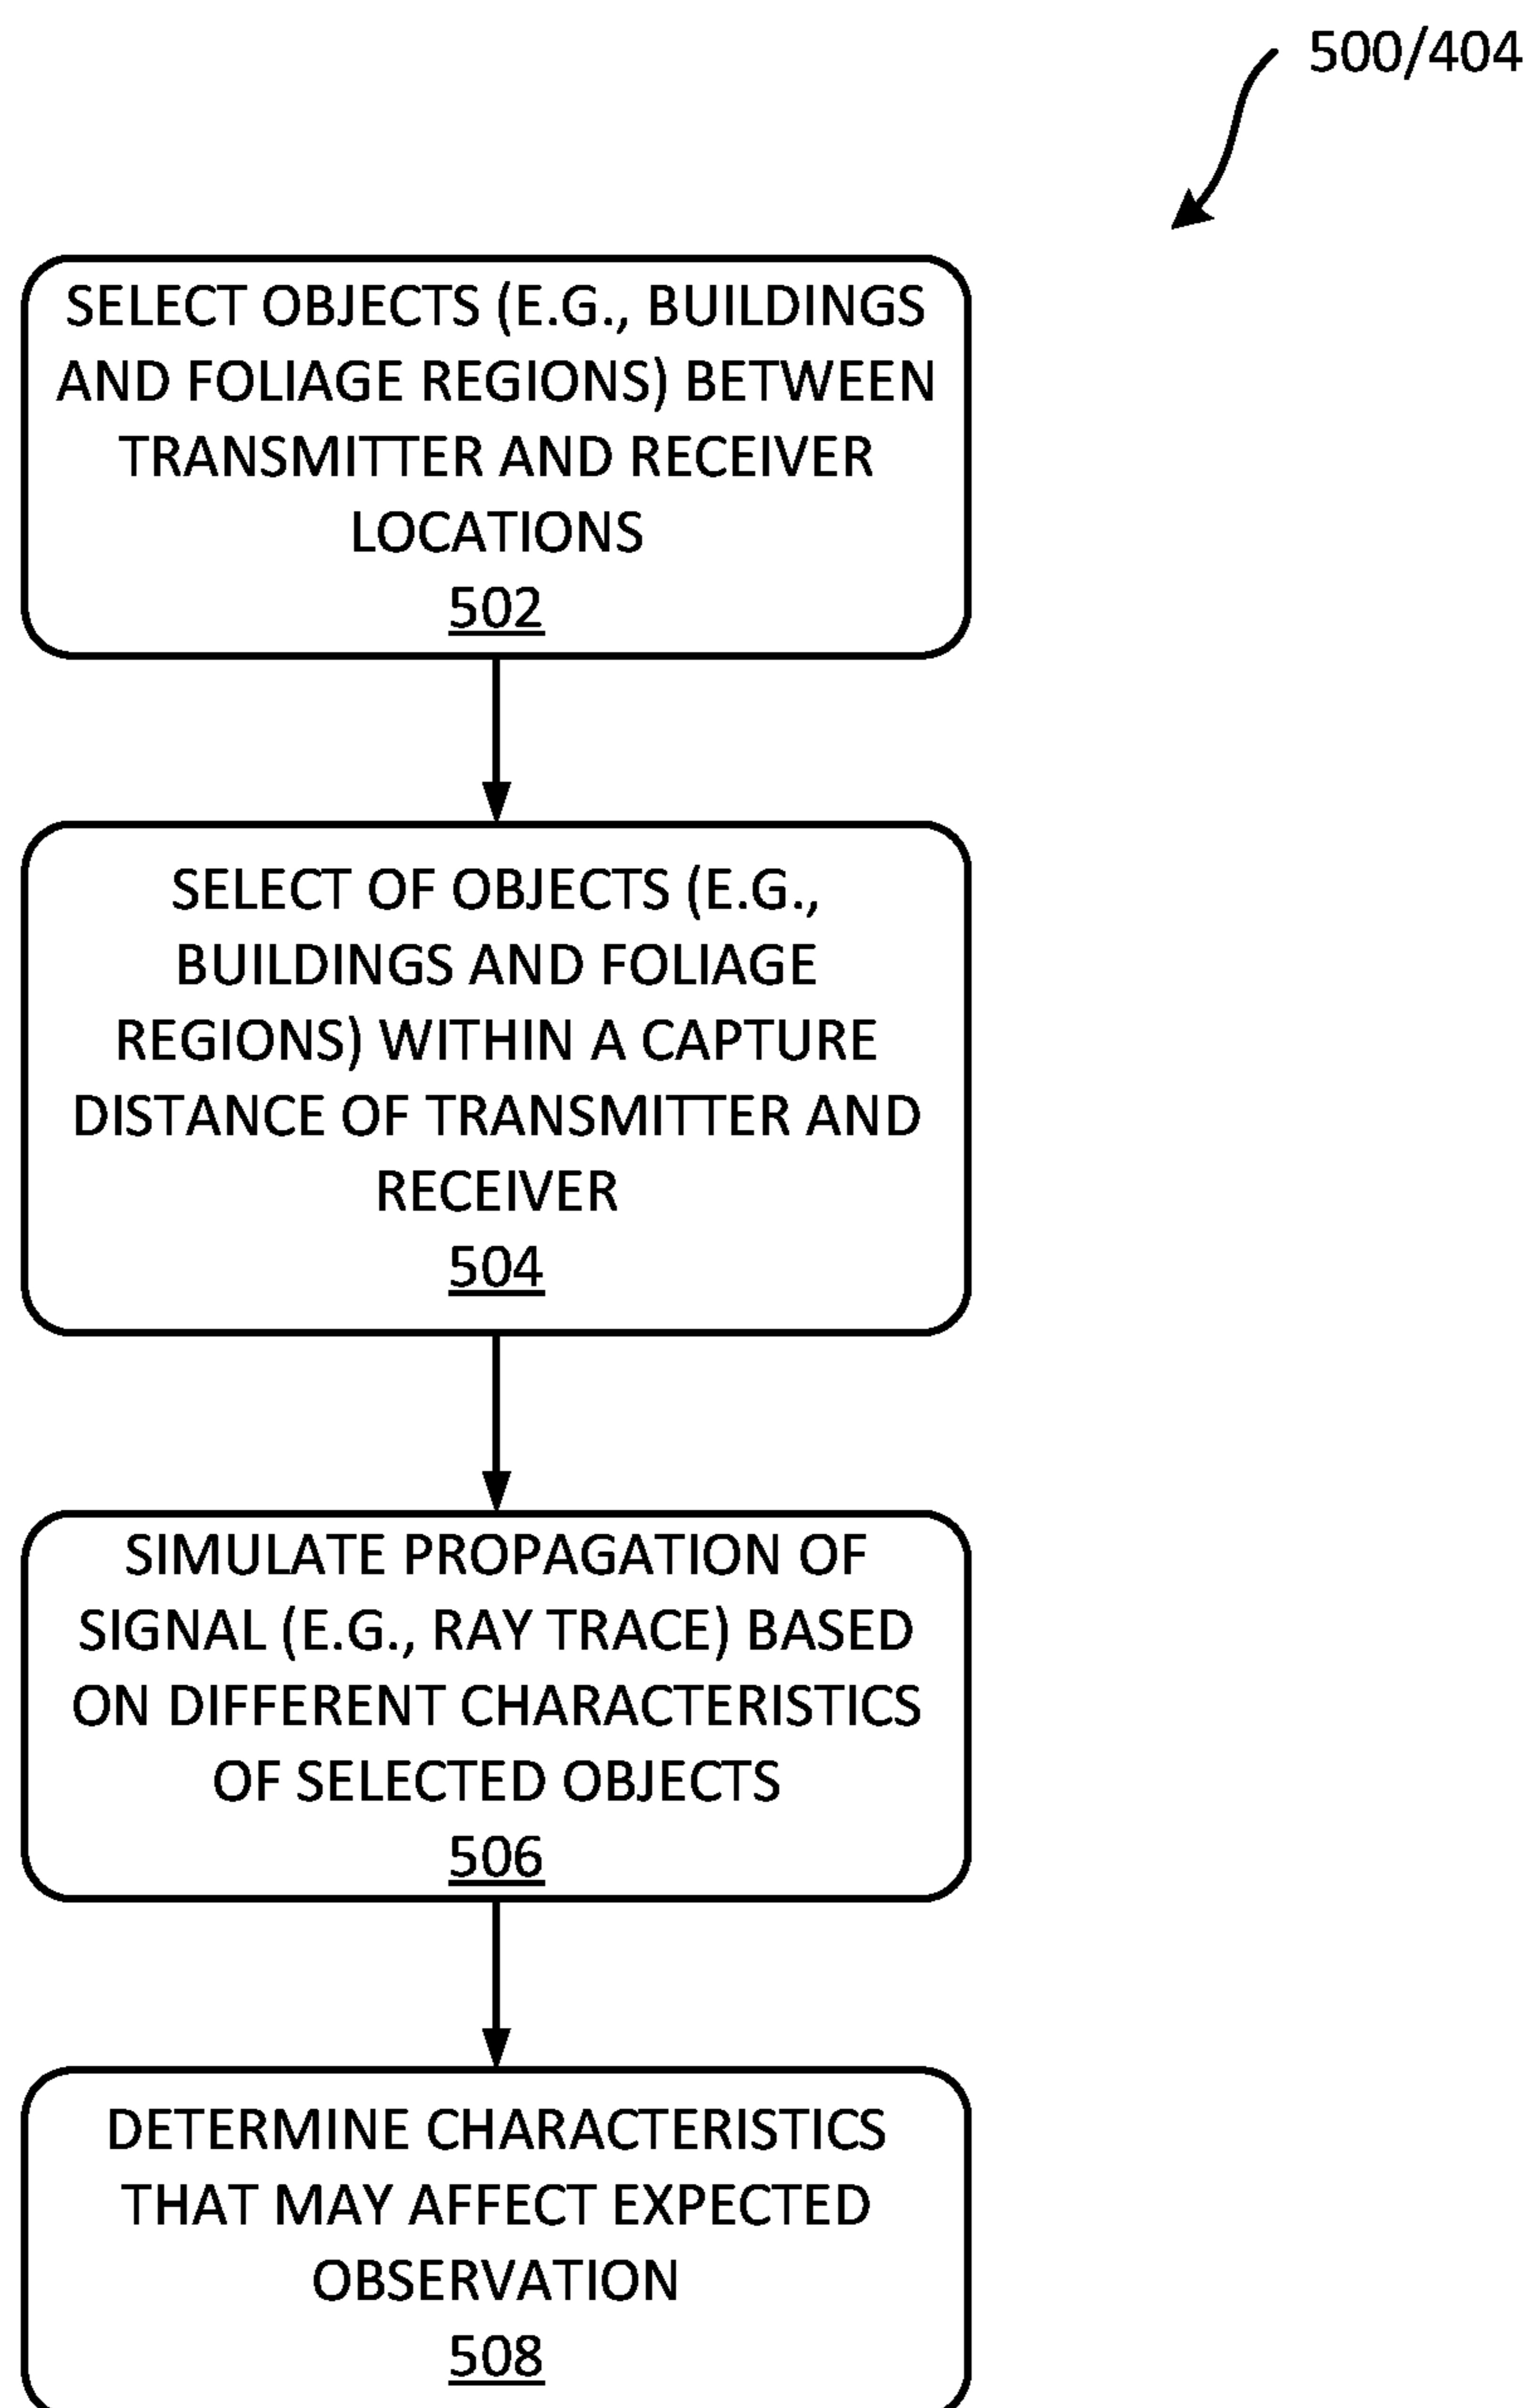 500/404
SELECT OBJECTS (E.G., BUILDINGS
AND FOLIAGE REGIONS) BETWEEN
TRANSMITTER AND RECEIVER
LOCATIONS
502
SELECT OF OBJECTS (E.G.,
BUILDINGS AND FOLIAGE
REGIONS) WITHIN A CAPTURE
DISTANCE OF TRANSMITTER AND
RECEIVER
504
SIMULATE PROPAGATION OF
SIGNAL (E.G., RAY TRACE) BASED
ON DIFFERENT CHARACTERISTICS
OF SELECTED OBJECTS
506
DETERMINE CHARACTERISTICS
THAT MAY AFFECT EXPECTED
OBSERVATION
508